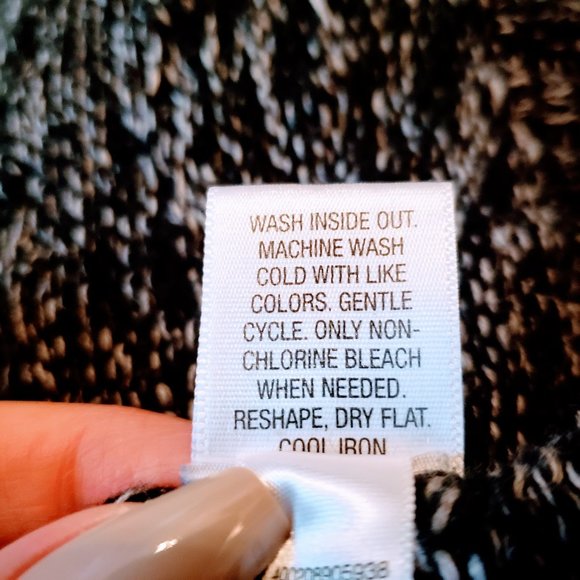 WASH INSIDE OUT.
MACHINE WASH
COLD WITH LIKE
COLORS. GENTLE
CYCLE. ONLY NON-
CHLORINE BLEACH
WHEN NEEDED.
RESHAPE, DRY FLAT.
COOL IRON
400208905938